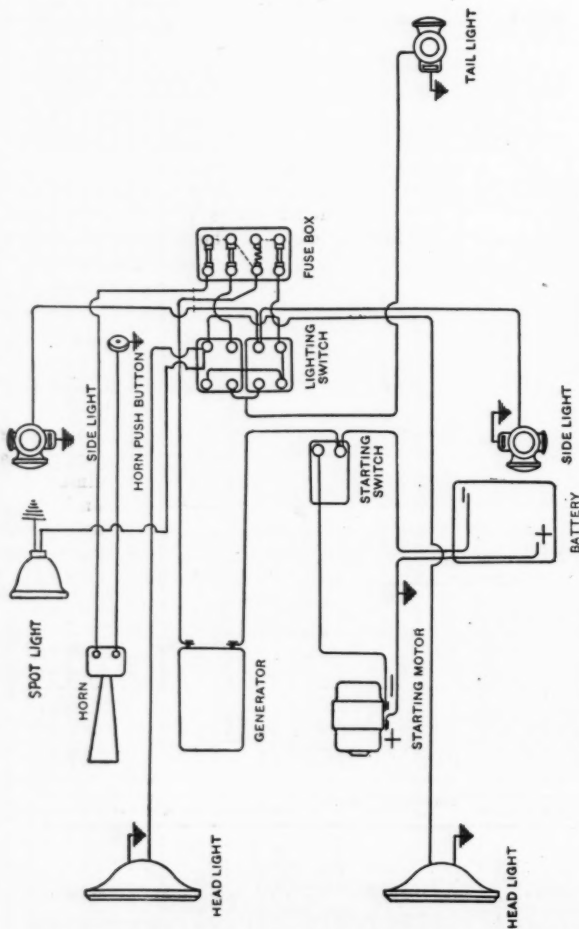 TAIL LIGHT
FUSE BOX
LIGHTING
SWITCH
SIDE LIGHT
HORN PUSH BUTTON
STARTING
SWITCH
SIDE LIGHT
BATTERY
SPOT LIGHT
HORN
GENERATOR
STARTING MOTOR
HEAD LIGHT
HEAD LIGHT